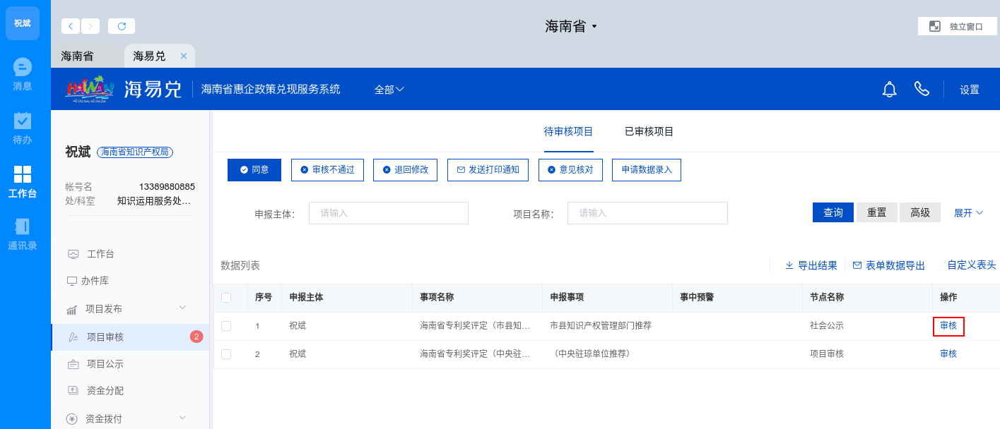 祝斌
消息
待办
工作台
通讯录
海南省
独立窗口
海南省 海易兑
HAINAN 海易兑 海南省惠企政策兑现服务系统 全部 设置
祝斌 海南省知识产权局
帐号名 13389880885
处/科室 知识运用服务处…
工作台
办件库
项目发布
项目审核 2
项目公示
资金分配
资金拨付
待审核项目 已审核项目
同意 审核不通过 退回修改 发送打印通知 意见核对 申请数据录入
申报主体： 请输入 项目名称： 请输入 查询 重置 高级 展开
数据列表 导出结果 表单数据导出 自定义表头
序号 申报主体 事项名称 申报事项 事中预警 节点名称 操作
1 祝斌 海南省专利奖评定（市县知… 市县知识产权管理部门推荐 社会公示 审核
2 祝斌 海南省专利奖评定（中央驻… （中央驻琼单位推荐） 项目审核 审核